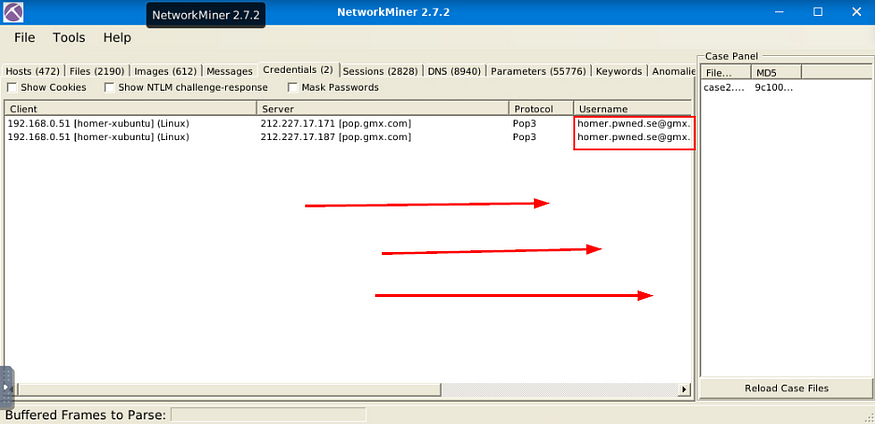 NetworkMiner 2.7.2
NetworkMiner 2.7.2
File Tools Help
Hosts (472) Files (2190) Images (612) Messages Credentials (2) Sessions (2828) DNS (8940) Parameters (55776) Keywords Anomalie
Show Cookies Show NTLM challenge-response Mask Passwords
Client Server Protocol Username
192.168.0.51 [homer-xubuntu] (Linux) 212.227.17.171 [pop.gmx.com] Pop3 homer.pwned.se@gmx.
192.168.0.51 [homer-xubuntu] (Linux) 212.227.17.187 [pop.gmx.com] Pop3 homer.pwned.se@gmx.
Case Panel
File... MD5
case2.... 9c100...
Reload Case Files
Buffered Frames to Parse: